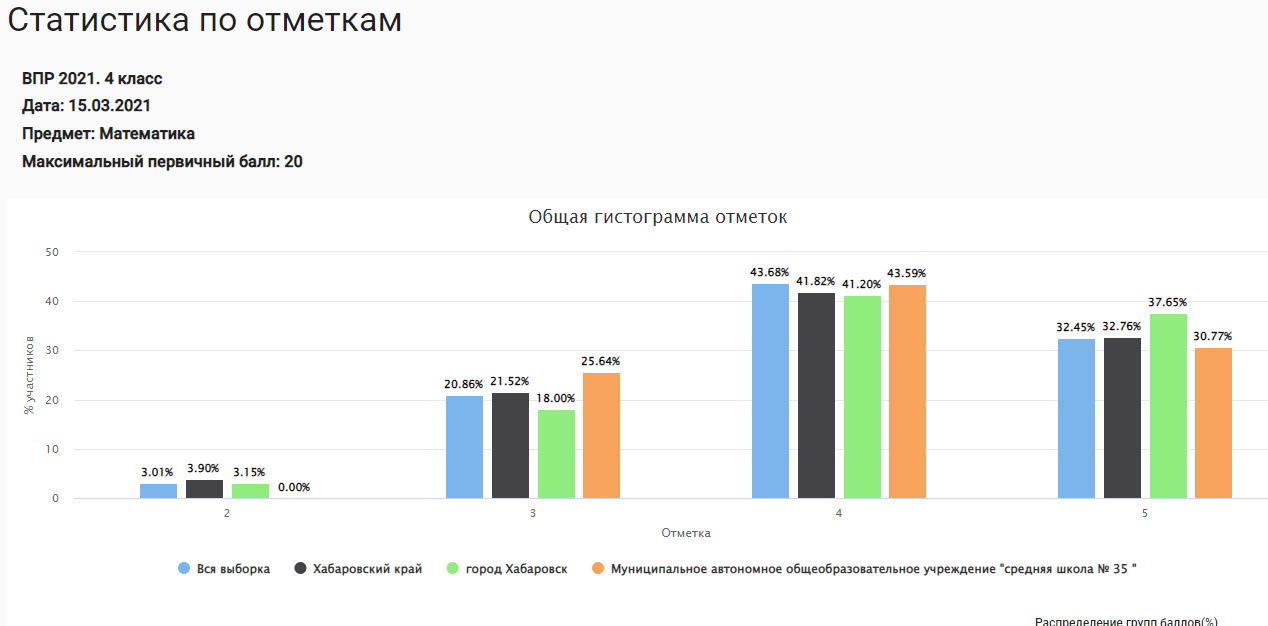 Статистика по отметкам
ВПР 2021. 4 класс
Дата: 15.03.2021
Предмет: Математика
Максимальный первичный балл: 20
Общая гистограмма отметок
50
40
30
20
10
0
% участников
3.01% 3.90% 3.15% 0.00%
20.86% 21.52% 18.00% 25.64%
43.68% 41.82% 41.20% 43.59%
32.45% 32.76% 37.65% 30.77%
2 3 4 5
Отметка
Вся выборка Хабаровский край город Хабаровск Муниципальное автономное общеобразовательное учреждение "средняя школа № 35 "
Распределение групп баллов(%)